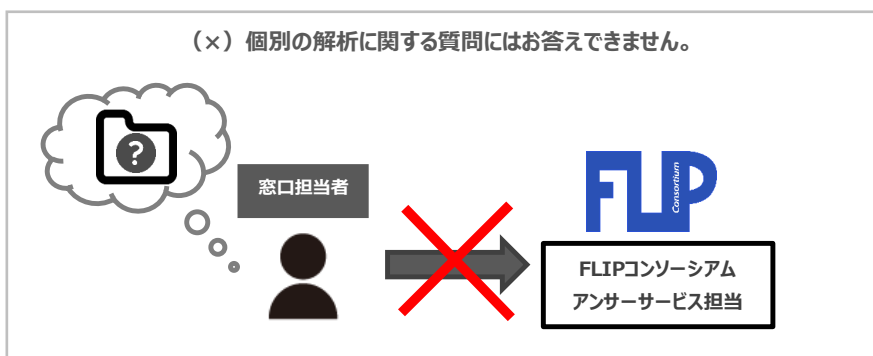 （×）個別の解析に関する質問にはお答えできません。
?
窓口担当者
FLIP
Consortium
FLIPコンソーシアム
アンサーサービス担当